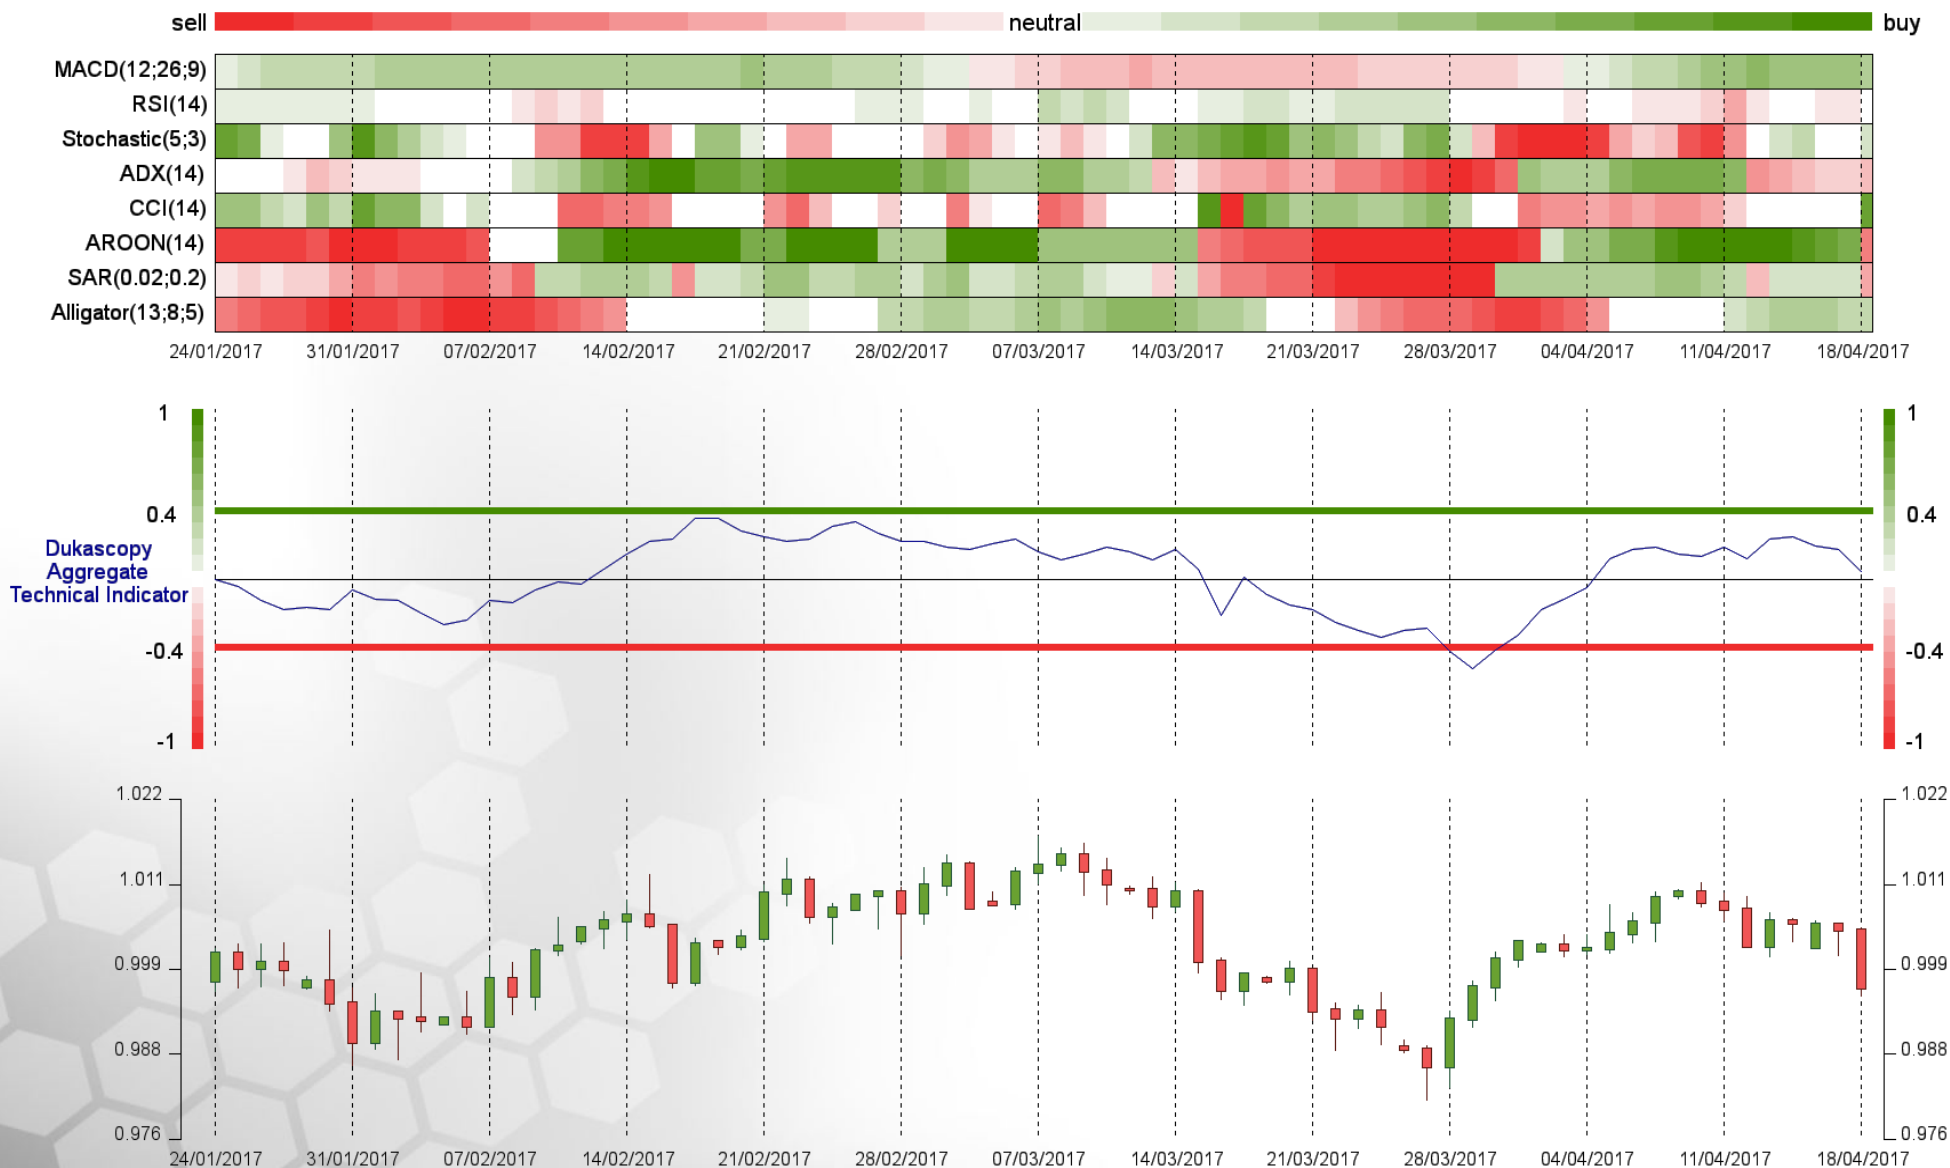 sell neutral buy
MACD(12;26;9)
RSI(14)
Stochastic(5;3)
ADX(14)
CCI(14)
AROON(14)
SAR(0.02;0.2)
Alligator(13;8;5)
24/01/2017 31/01/2017 07/02/2017 14/02/2017 21/02/2017 28/02/2017 07/03/2017 14/03/2017 21/03/2017 28/03/2017 04/04/2017 11/04/2017 18/04/2017
1 1
0.4 0.4
Dukascopy
Aggregate
Technical Indicator
-0.4 -0.4
-1 -1
1.022 1.022
1.011 1.011
0.999 0.999
0.988 0.988
0.976 0.976
24/01/2017 31/01/2017 07/02/2017 14/02/2017 21/02/2017 28/02/2017 07/03/2017 14/03/2017 21/03/2017 28/03/2017 04/04/2017 11/04/2017 18/04/2017